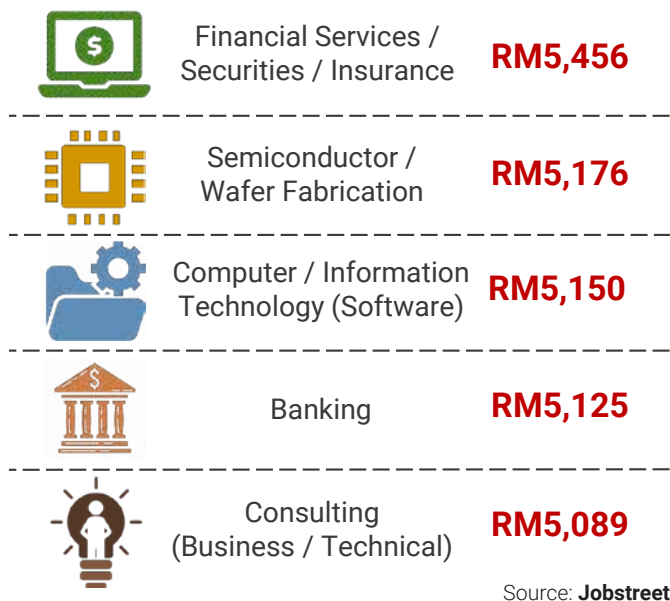 Financial Services /
Securities / Insurance
RM5,456
Semiconductor /
Wafer Fabrication
RM5,176
Computer / Information
Technology (Software)
RM5,150
Banking
RM5,125
Consulting
(Business / Technical)
RM5,089
Source: Jobstreet